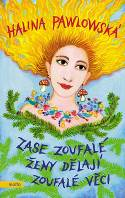 HALINA PAWLOWSKÁ
ZASE ZOUFALÉ
ŽENY DĚLAJÍ
ZOUFALÉ VĚCI